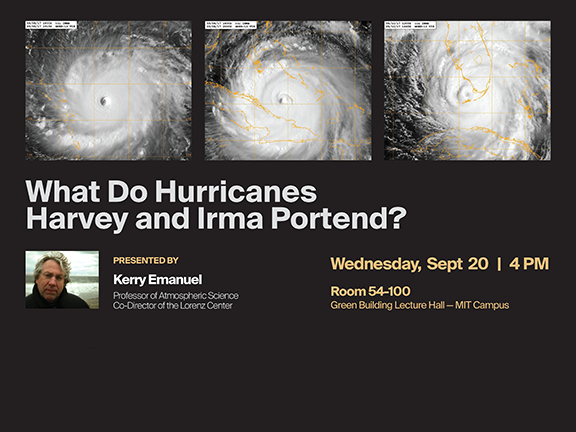 What Do Hurricanes
Harvey and Irma Portend?
PRESENTED BY
Kerry Emanuel
Professor of Atmospheric Science
Co-Director of the Lorenz Center
Wednesday, Sept 20 | 4 PM
Room 54-100
Green Building Lecture Hall — MIT Campus